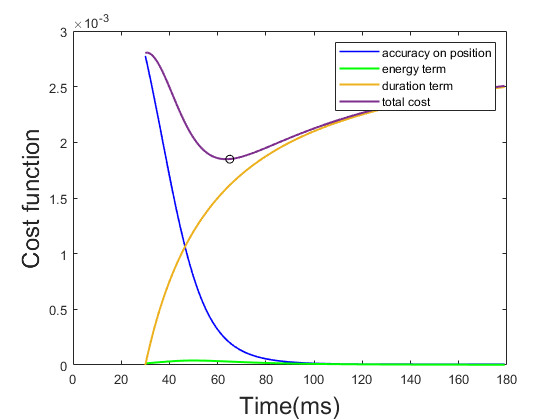 ×10⁻³
3
2.5
2
1.5
1
0.5
0
Cost function
0 20 40 60 80 100 120 140 160 180
Time(ms)
accuracy on position
energy term
duration term
total cost